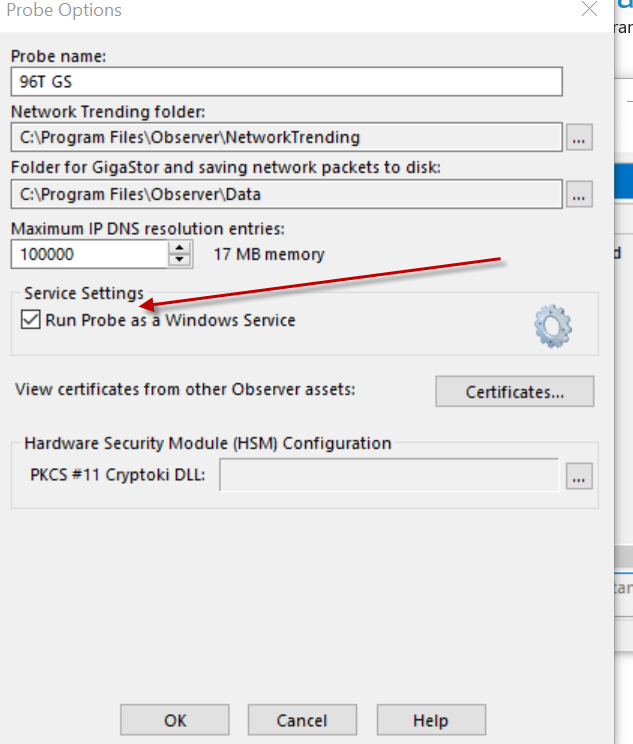 Probe Options
Probe name:
96T GS
Network Trending folder:
C:\Program Files\Observer\NetworkTrending
...
Folder for GigaStor and saving network packets to disk:
C:\Program Files\Observer\Data
...
Maximum IP DNS resolution entries:
100000 17 MB memory
Service Settings
Run Probe as a Windows Service
View certificates from other Observer assets: Certificates...
Hardware Security Module (HSM) Configuration
PKCS #11 Cryptoki DLL: ...
OK Cancel Help